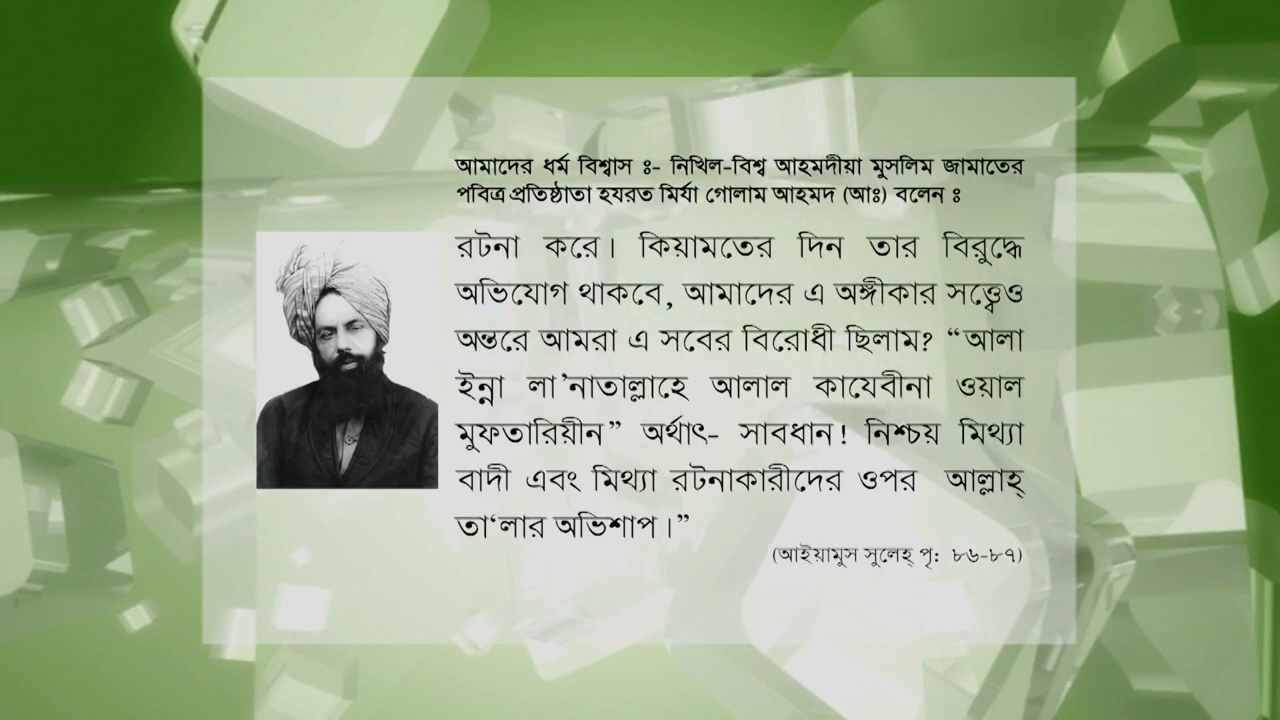 আমাদের ধর্ম বিশ্বাস ঃ- নিখিল-বিশ্ব আহমদীয়া মুসলিম জামাতের
পবিত্র প্রতিষ্ঠাতা হযরত মির্যা গোলাম আহমদ (আঃ) বলেন ঃ
রটনা করে। কিয়ামতের দিন তার বিরুদ্ধে
অভিযোগ থাকবে, আমাদের এ অঙ্গীকার সত্ত্বেও
অন্তরে আমরা এ সবের বিরোধী ছিলাম? “আলা
ইন্না লা’নাতাল্লাহে আলাল কাযেবীনা ওয়াল
মুফতারিয়ীন” অর্থাৎ- সাবধান! নিশ্চয় মিথ্যা
বাদী এবং মিথ্যা রটনাকারীদের ওপর আল্লাহ্
তা‘লার অভিশাপ।”
(আইয়ামুস সুলেহ্ পৃ: ৮৬-৮৭)